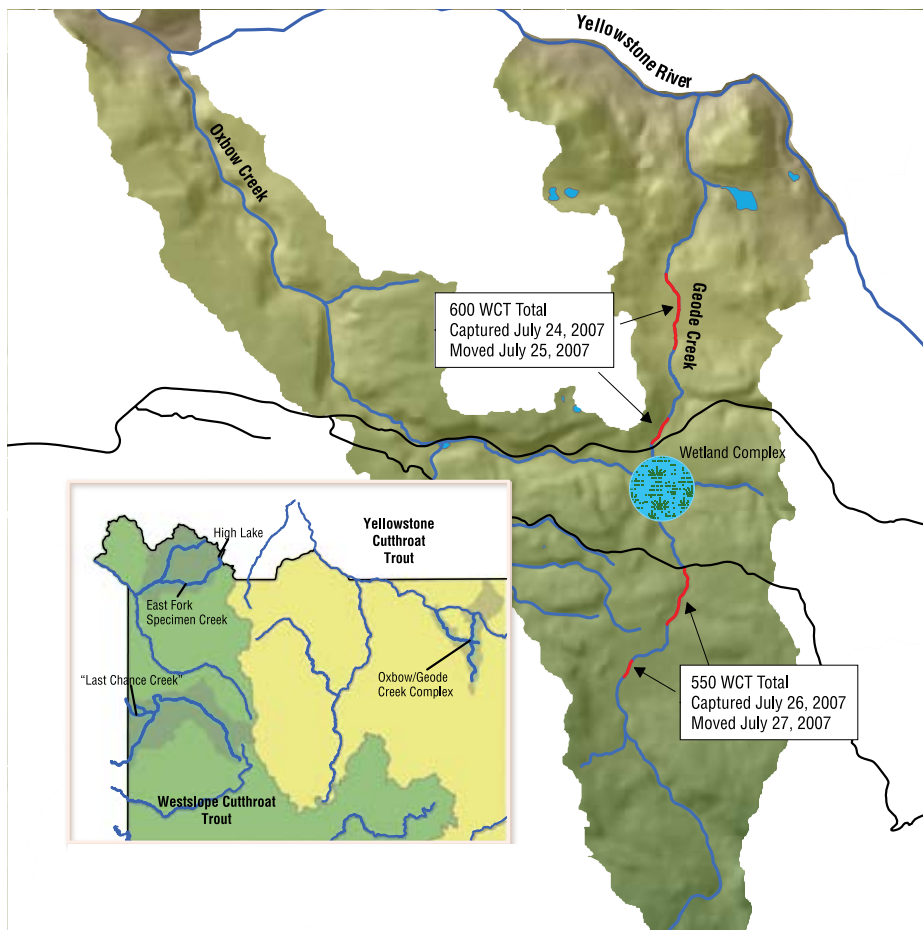 Yellowstone River
Oxbow Creek
Geode Creek
600 WCT Total
Captured July 24, 2007
Moved July 25, 2007
Wetland Complex
550 WCT Total
Captured July 26, 2007
Moved July 27, 2007
High Lake
Yellowstone
Cutthroat
Trout
East Fork
Specimen Creek
"Last Chance Creek"
Oxbow/Geode
Creek Complex
Westslope Cutthroat
Trout